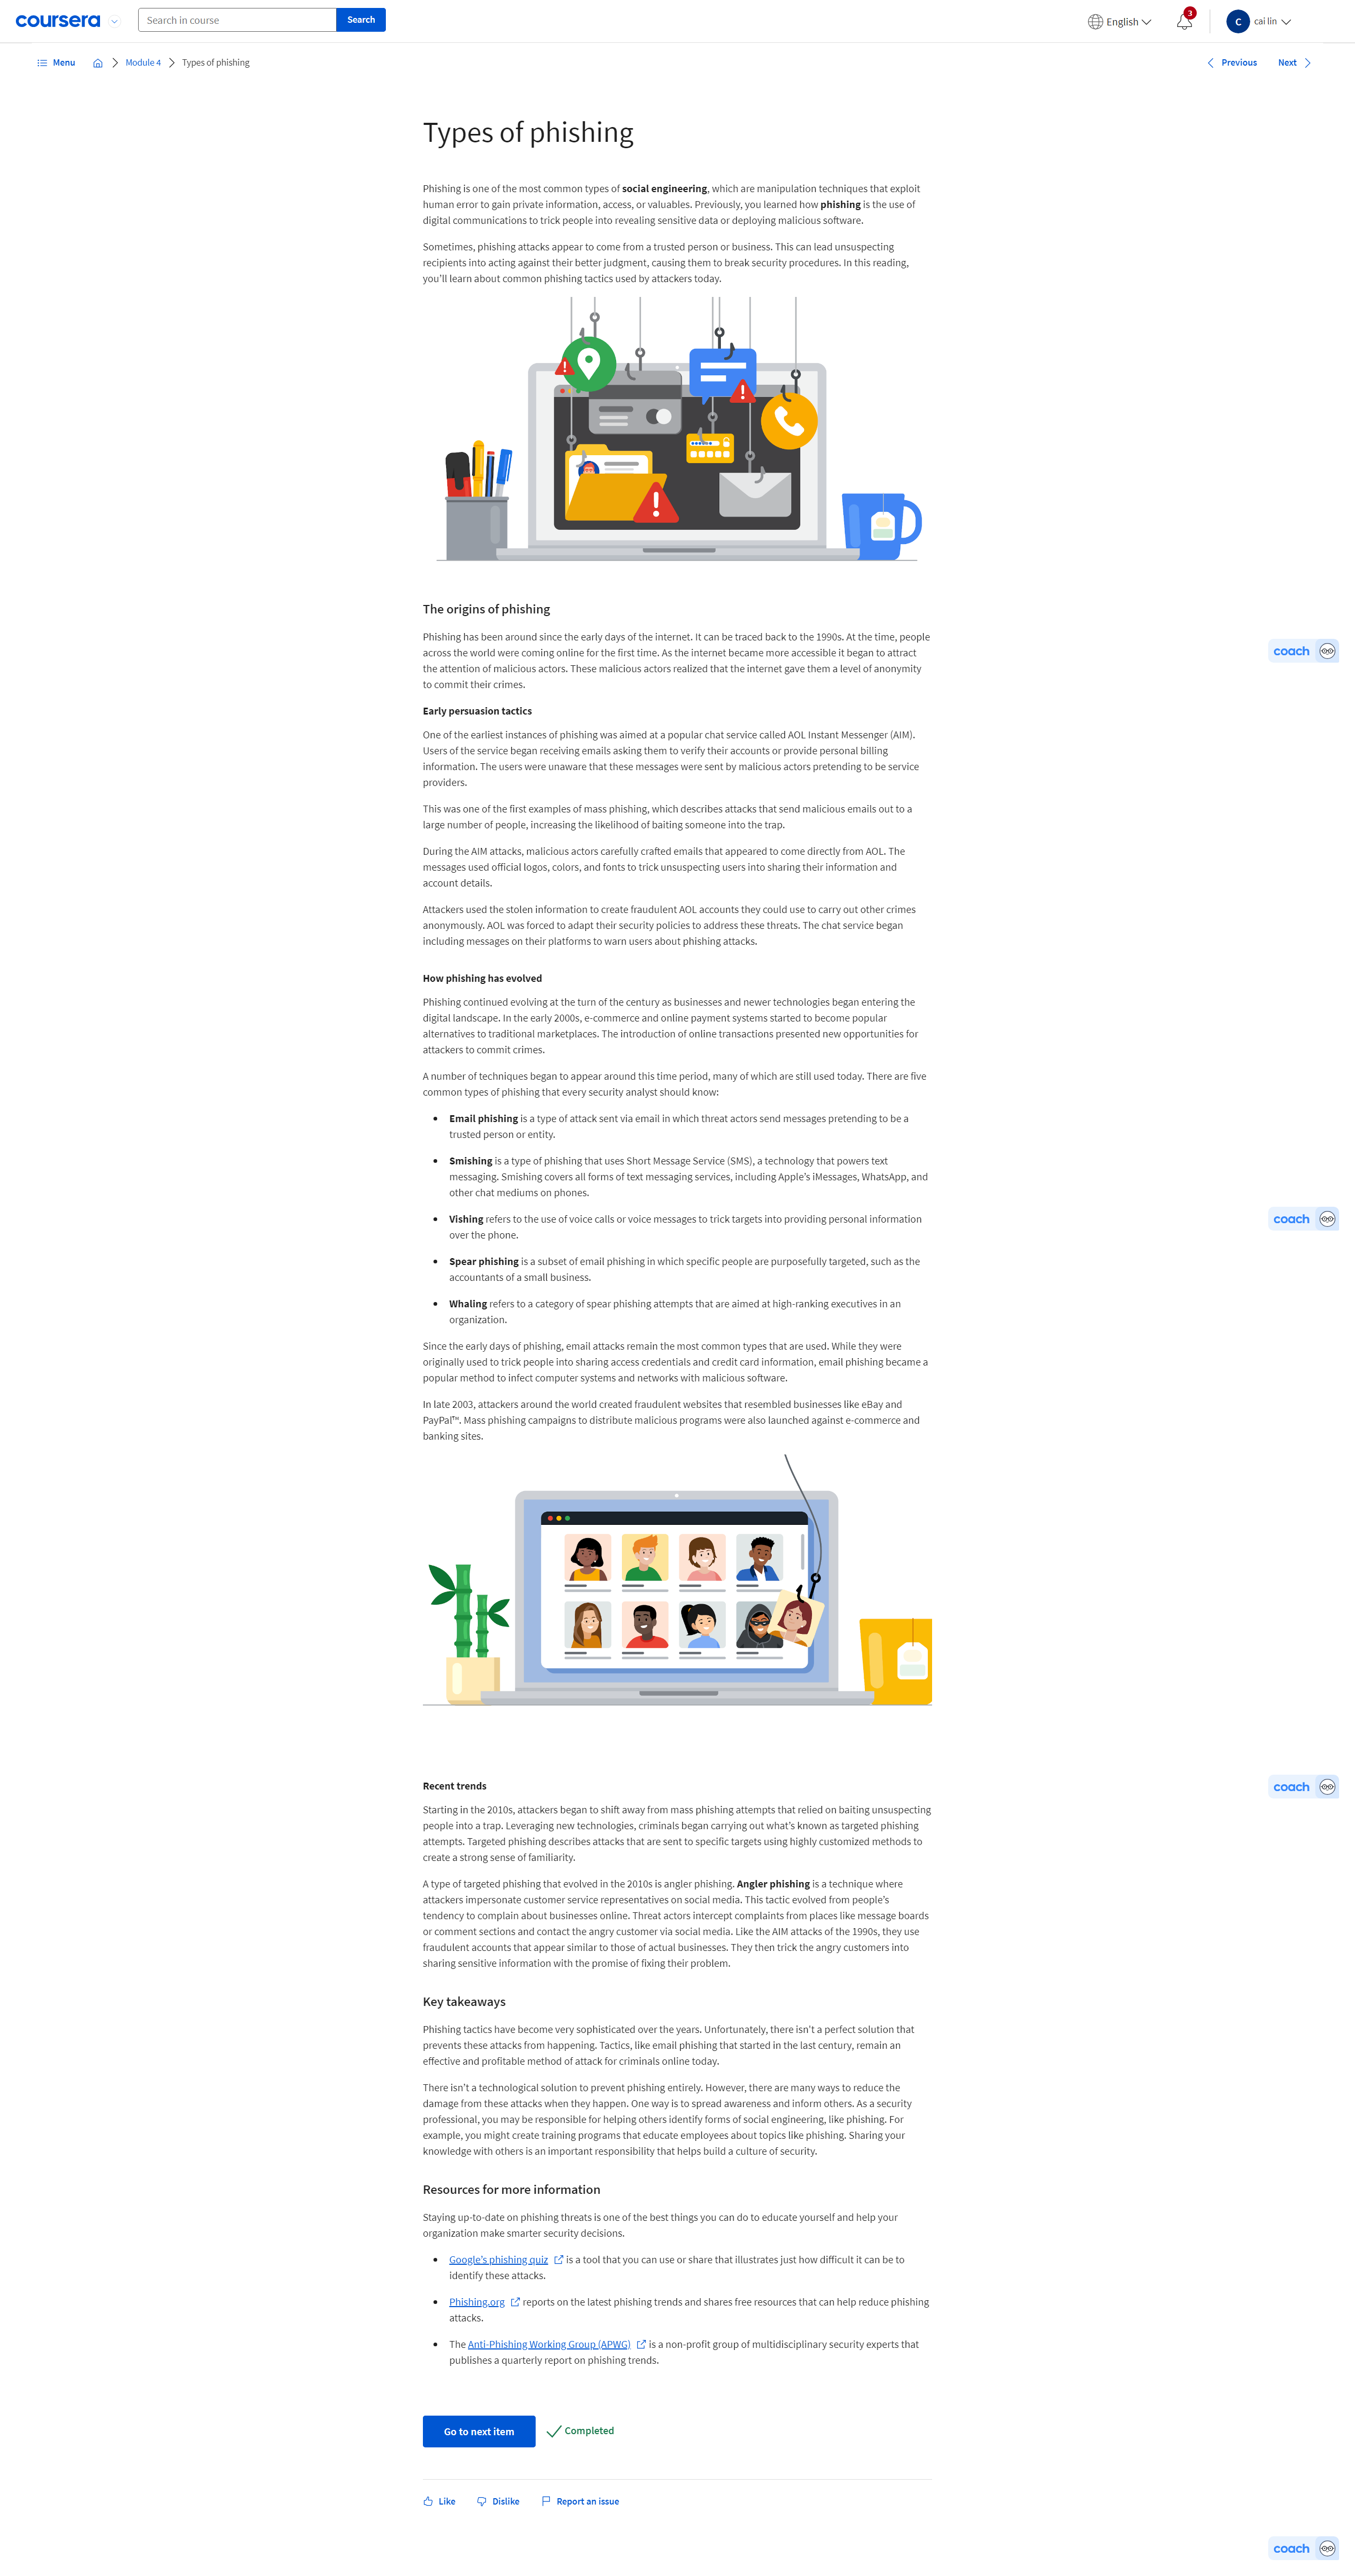 coursera
Search in course
Search
English
3
C
cai lin
Menu
Module 4
Types of phishing
Previous
Next
Types of phishing
Phishing is one of the most common types of social engineering, which are manipulation techniques that exploit
human error to gain private information, access, or valuables. Previously, you learned how phishing is the use of
digital communications to trick people into revealing sensitive data or deploying malicious software.
Sometimes, phishing attacks appear to come from a trusted person or business. This can lead unsuspecting
recipients into acting against their better judgment, causing them to break security procedures. In this reading,
you'll learn about common phishing tactics used by attackers today.
The origins of phishing
Phishing has been around since the early days of the internet. It can be traced back to the 1990s. At the time, people
across the world were coming online for the first time. As the internet became more accessible it began to attract
the attention of malicious actors. These malicious actors realized that the internet gave them a level of anonymity
to commit their crimes.
coach
Early persuasion tactics
One of the earliest instances of phishing was aimed at a popular chat service called AOL Instant Messenger (AIM).
Users of the service began receiving emails asking them to verify their accounts or provide personal billing
information. The users were unaware that these messages were sent by malicious actors pretending to be service
providers.
This was one of the first examples of mass phishing, which describes attacks that send malicious emails out to a
large number of people, increasing the likelihood of baiting someone into the trap.
During the AIM attacks, malicious actors carefully crafted emails that appeared to come directly from AOL. The
messages used official logos, colors, and fonts to trick unsuspecting users into sharing their information and
account details.
Attackers used the stolen information to create fraudulent AOL accounts they could use to carry out other crimes
anonymously. AOL was forced to adapt their security policies to address these threats. The chat service began
including messages on their platforms to warn users about phishing attacks.
How phishing has evolved
Phishing continued evolving at the turn of the century as businesses and newer technologies began entering the
digital landscape. In the early 2000s, e-commerce and online payment systems started to become popular
alternatives to traditional marketplaces. The introduction of online transactions presented new opportunities for
attackers to commit crimes.
A number of techniques began to appear around this time period, many of which are still used today. There are five
common types of phishing that every security analyst should know:
• Email phishing is a type of attack sent via email in which threat actors send messages pretending to be a
trusted person or entity.
• Smishing is a type of phishing that uses Short Message Service (SMS), a technology that powers text
messaging. Smishing covers all forms of text messaging services, including Apple's iMessages, WhatsApp, and
other chat mediums on phones.
• Vishing refers to the use of voice calls or voice messages to trick targets into providing personal information
over the phone.
coach
• Spear phishing is a subset of email phishing in which specific people are purposefully targeted, such as the
accountants of a small business.
• Whaling refers to a category of spear phishing attempts that are aimed at high-ranking executives in an
organization.
Since the early days of phishing, email attacks remain the most common types that are used. While they were
originally used to trick people into sharing access credentials and credit card information, email phishing became a
popular method to infect computer systems and networks with malicious software.
In late 2003, attackers around the world created fraudulent websites that resembled businesses like eBay and
PayPal™. Mass phishing campaigns to distribute malicious programs were also launched against e-commerce and
banking sites.
Recent trends
coach
Starting in the 2010s, attackers began to shift away from mass phishing attempts that relied on baiting unsuspecting
people into a trap. Leveraging new technologies, criminals began carrying out what's known as targeted phishing
attempts. Targeted phishing describes attacks that are sent to specific targets using highly customized methods to
create a strong sense of familiarity.
A type of targeted phishing that evolved in the 2010s is angler phishing. Angler phishing is a technique where
attackers impersonate customer service representatives on social media. This tactic evolved from people's
tendency to complain about businesses online. Threat actors intercept complaints from places like message boards
or comment sections and contact the angry customer via social media. Like the AIM attacks of the 1990s, they use
fraudulent accounts that appear similar to those of actual businesses. They then trick the angry customers into
sharing sensitive information with the promise of fixing their problem.
Key takeaways
Phishing tactics have become very sophisticated over the years. Unfortunately, there isn't a perfect solution that
prevents these attacks from happening. Tactics, like email phishing that started in the last century, remain an
effective and profitable method of attack for criminals online today.
There isn't a technological solution to prevent phishing entirely. However, there are many ways to reduce the
damage from these attacks when they happen. One way is to spread awareness and inform others. As a security
professional, you may be responsible for helping others identify forms of social engineering, like phishing. For
example, you might create training programs that educate employees about topics like phishing. Sharing your
knowledge with others is an important responsibility that helps build a culture of security.
Resources for more information
Staying up-to-date on phishing threats is one of the best things you can do to educate yourself and help your
organization make smarter security decisions.
• Google's phishing quiz is a tool that you can use or share that illustrates just how difficult it can be to
identify these attacks.
• Phishing.org reports on the latest phishing trends and shares free resources that can help reduce phishing
attacks.
• The Anti-Phishing Working Group (APWG) is a non-profit group of multidisciplinary security experts that
publishes a quarterly report on phishing trends.
Go to next item
Completed
Like
Dislike
Report an issue
coach